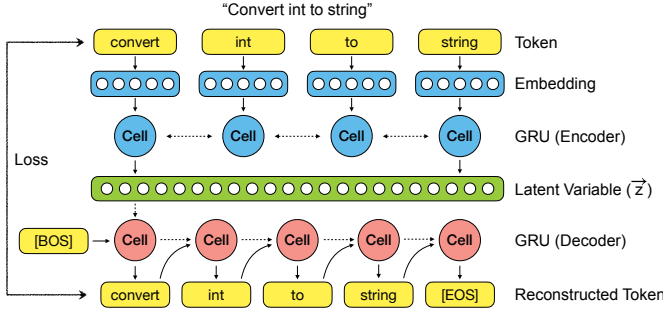 “Convert int to string”
convert int to string Token
Embedding
Cell Cell Cell Cell GRU (Encoder)
Loss
Latent Variable (z⃗)
[BOS] Cell Cell Cell Cell Cell GRU (Decoder)
convert int to string [EOS] Reconstructed Token